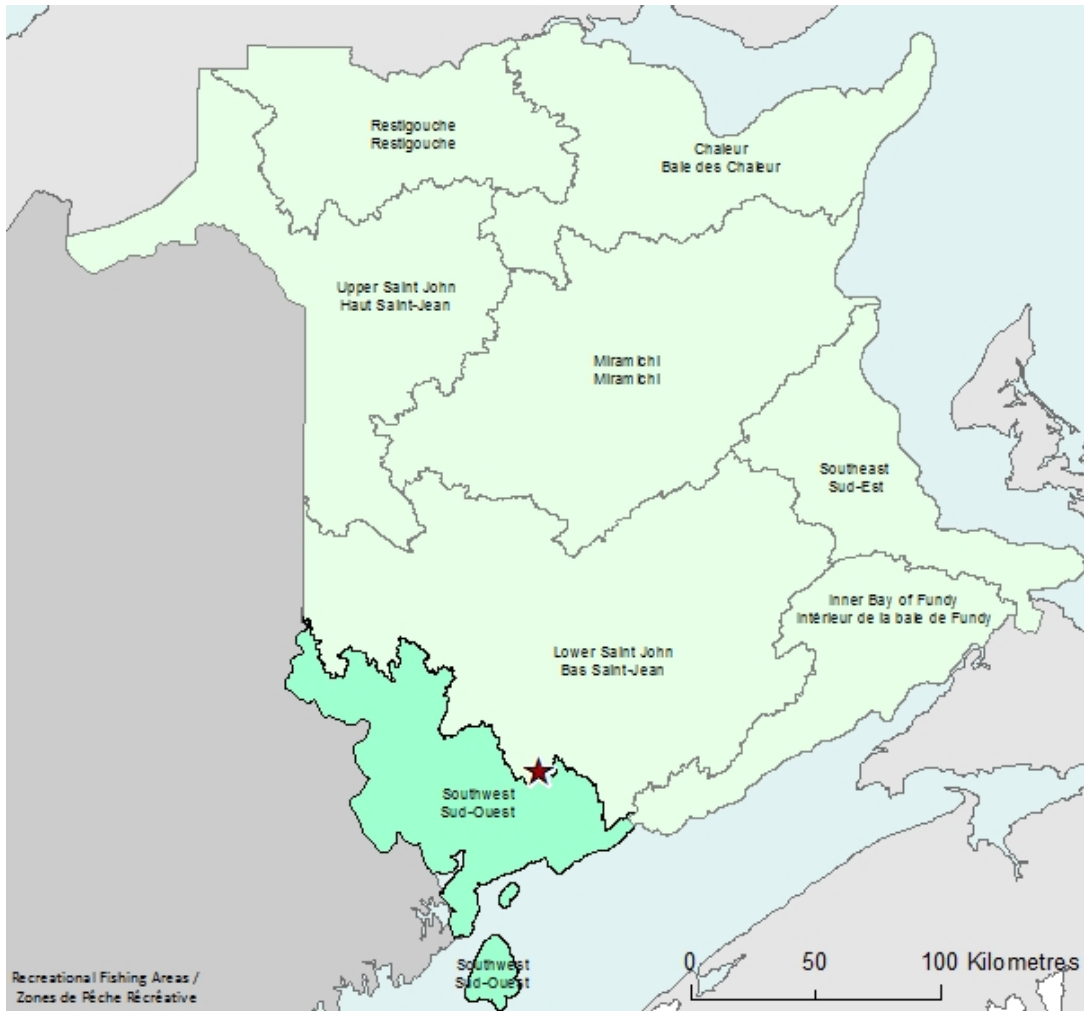 Restigouche
Restigouche
Chaleur
Baie des Chaleur
Upper Saint John
Haut Saint-Jean
Miramichi
Miramichi
Southeast
Sud-Est
Inner Bay of Fundy
Intérieur de la baie de Fundy
Lower Saint John
Bas Saint-Jean
Southwest
Sud-Ouest
Southwest
Sud-Ouest
0 50 100 Kilometres
Recreational Fishing Areas /
Zones de Pêche Récréative